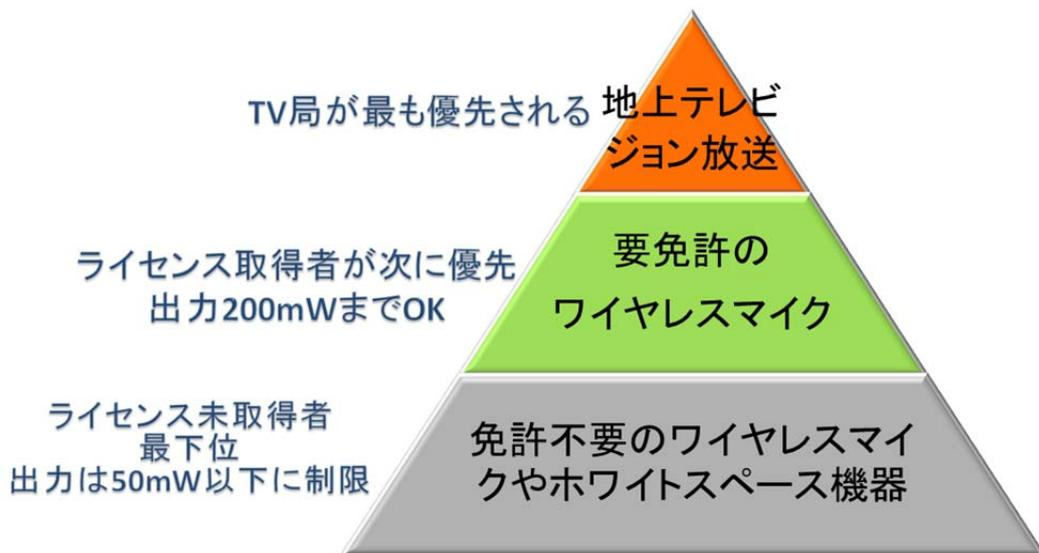 TV局が最も優先される
地上テレビ
ジョン放送
ライセンス取得者が次に優先
出力200mWまでOK
要免許の
ワイヤレスマイク
ライセンス未取得者
最下位
出力は50mW以下に制限
免許不要のワイヤレスマイ
クやホワイトスペース機器